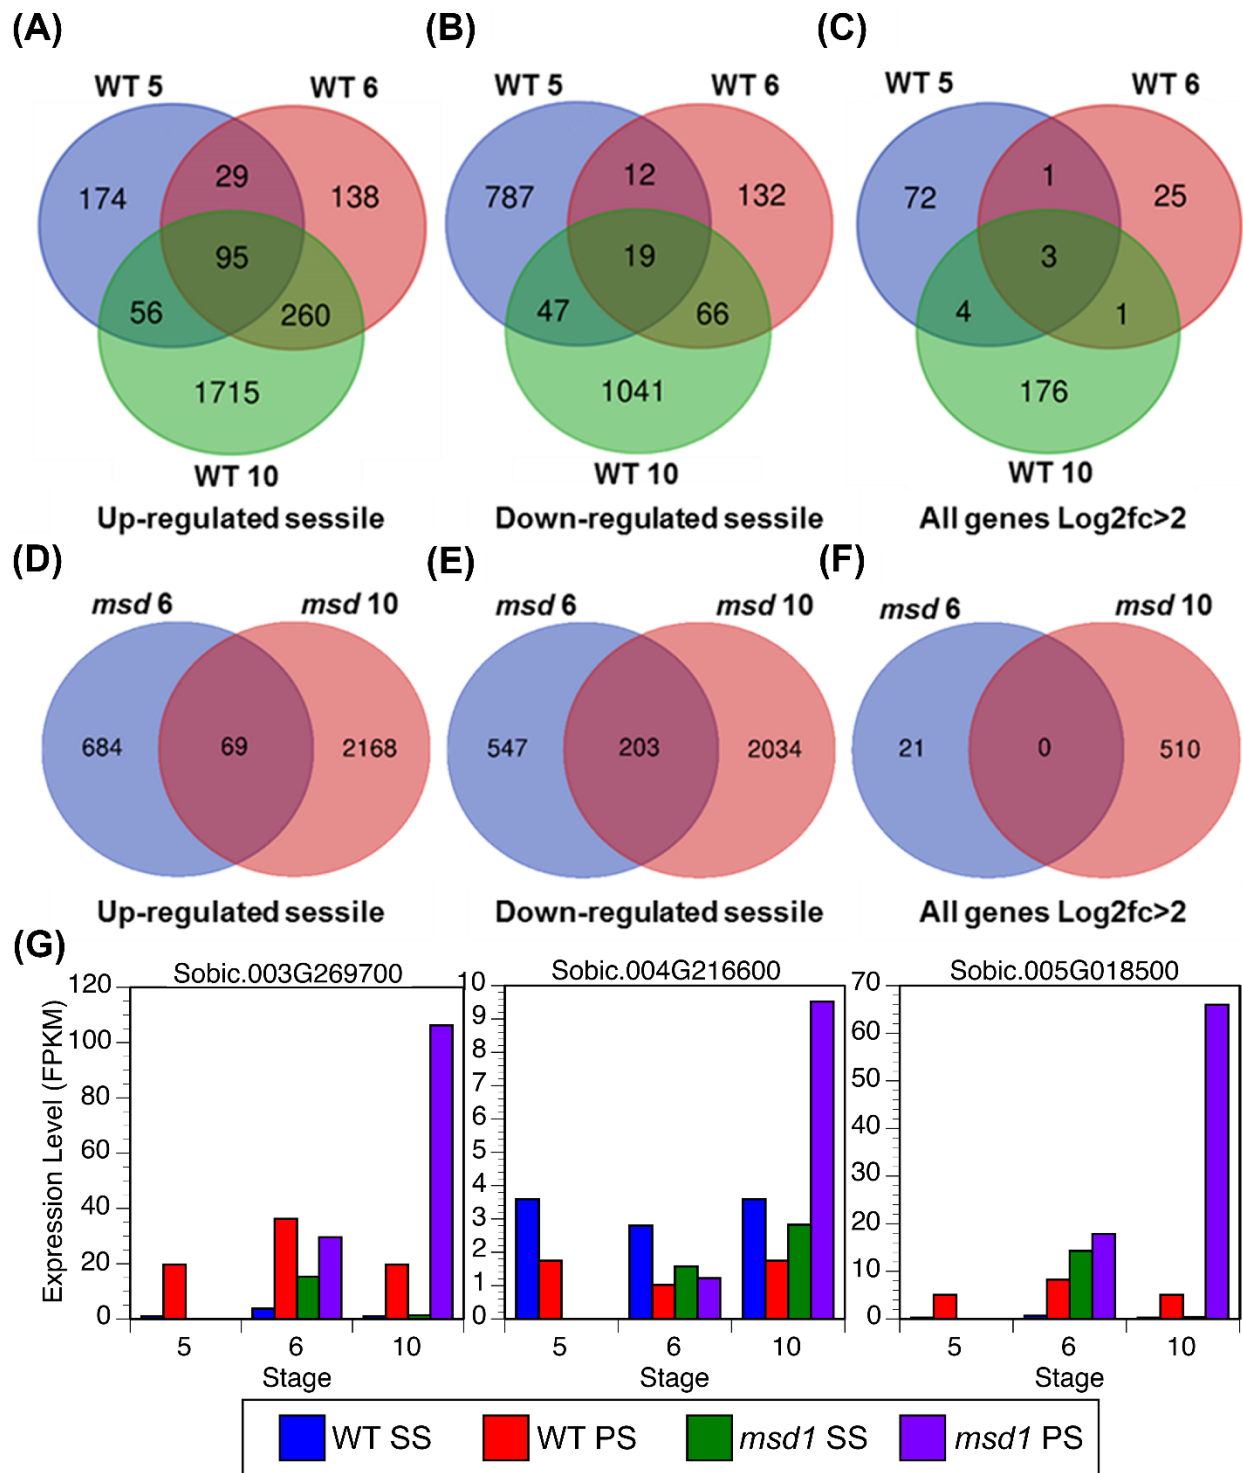 (A) (B) (C)
WT 5 WT 6 WT 5 WT 6 WT 5 WT 6
29 12 1
174 138 787 132 72 25
95 19 3
56 260 47 66 4 1
1715 1041 176
WT 10 WT 10 WT 10
Up-regulated sessile Down-regulated sessile All genes Log2fc>2
(D) (E) (F)
msd 6 msd 10 msd 6 msd 10 msd 6 msd 10
684 69 2168 547 203 2034 21 0 510
Up-regulated sessile Down-regulated sessile All genes Log2fc>2
(G)
Sobic.003G269700
Expression Level (FPKM)
120
100
80
60
40
20
0
5 6 10
Stage
Sobic.004G216600
10
9
8
7
6
5
4
3
2
1
0
5 6 10
Stage
Sobic.005G018500
70
60
50
40
30
20
10
0
5 6 10
Stage
WT SS WT PS msd1 SS msd1 PS